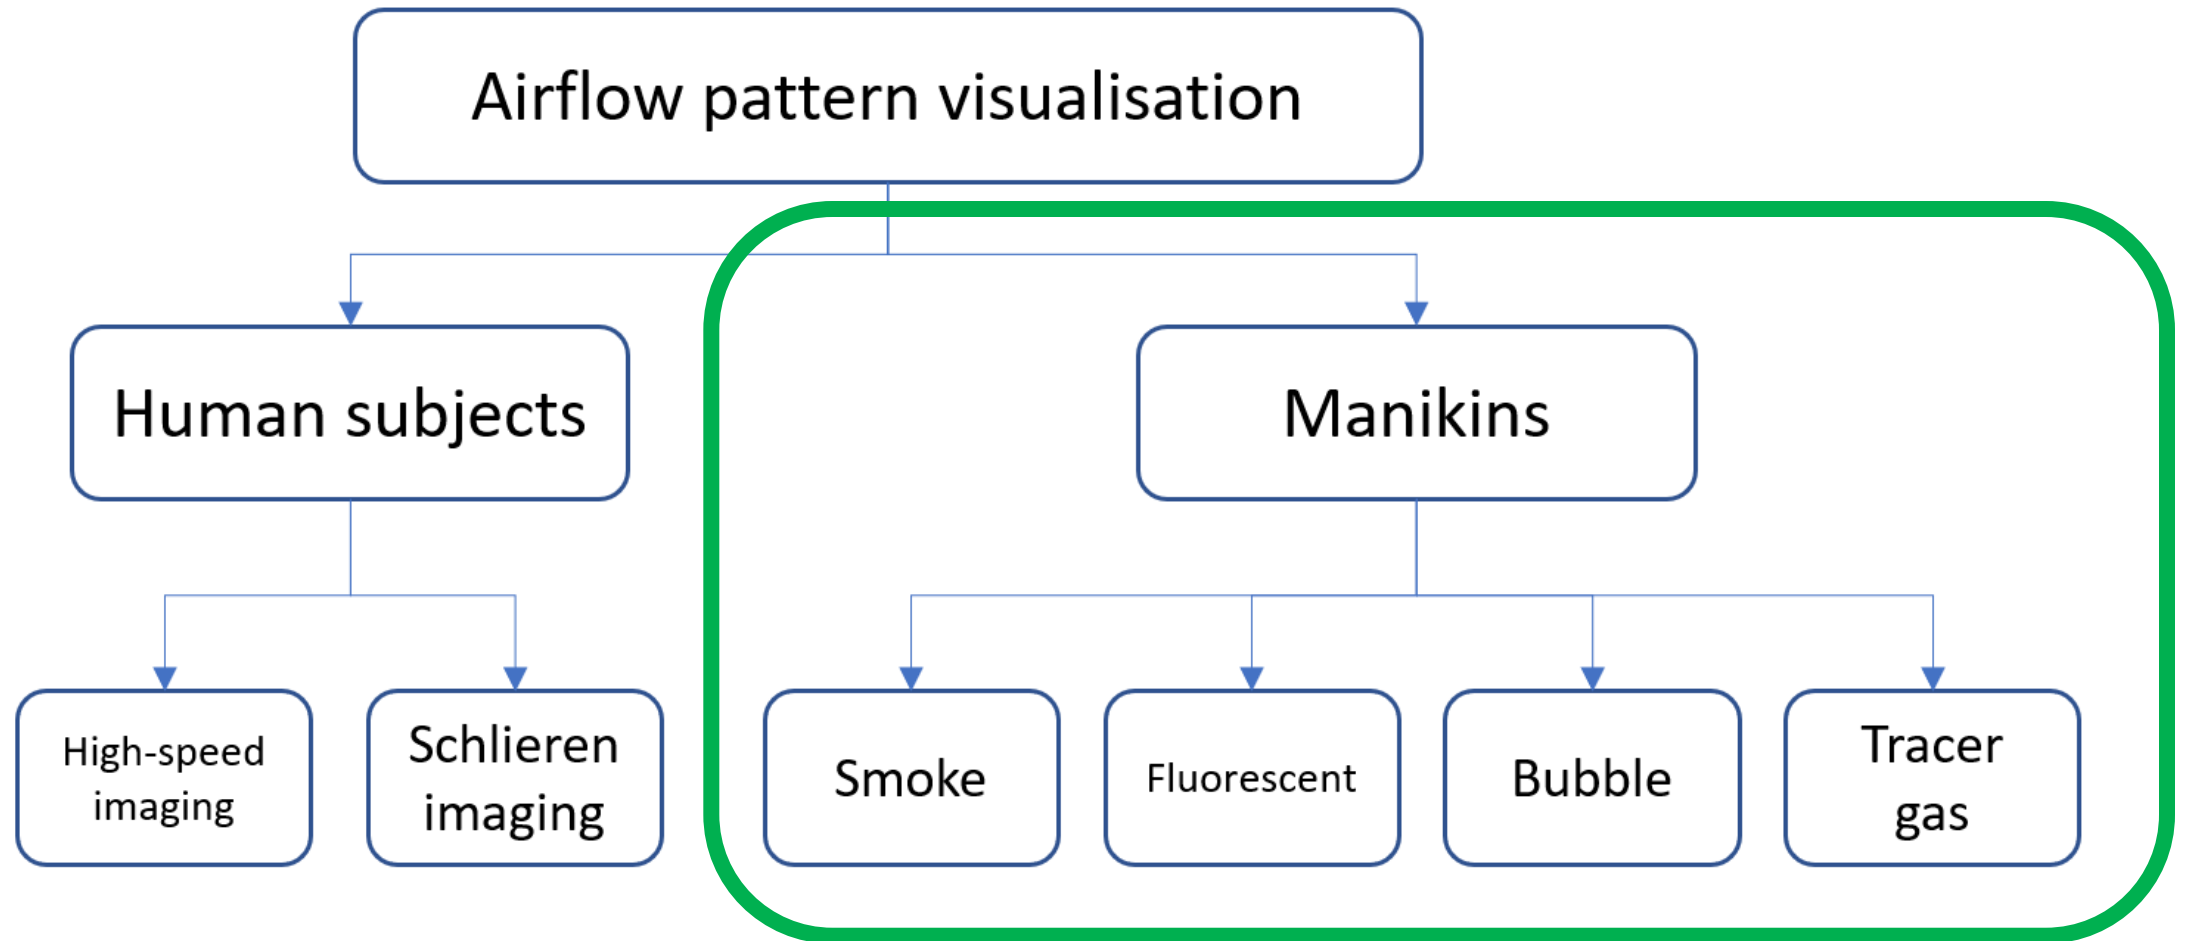 Airflow pattern visualisation
Human subjects
Manikins
High-speed
imaging
Schlieren
imaging
Smoke
Fluorescent
Bubble
Tracer
gas